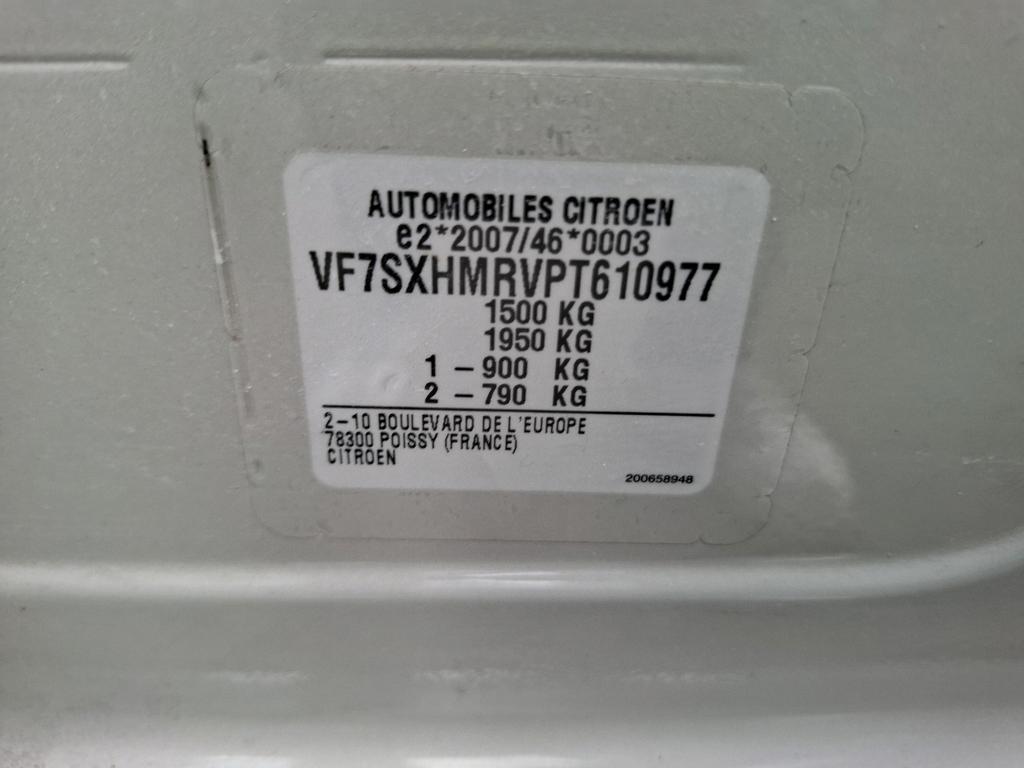 AUTOMOBILES CITROEN
e2*2007/46*0003
VF7SXHMRVPT610977
1500 KG
1950 KG
1 - 900 KG
2 - 790 KG
2-10 BOULEVARD DE L'EUROPE
78300 POISSY (FRANCE)
CITROEN
200658948